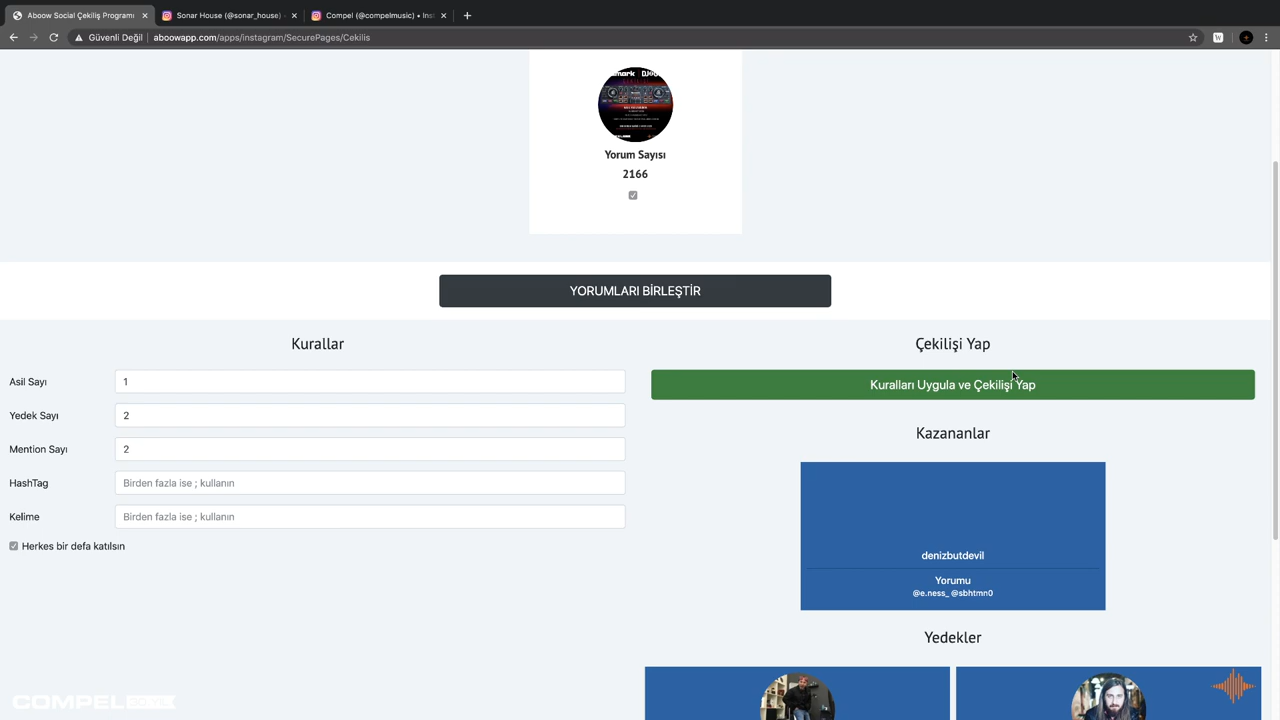 Aboow Social Çekiliş Programı
Sonar House (@sonar_house)
Compel (@compelmusic) • Ins
Güvenli Değil
aboowapp.com/apps/instagram/SecurePages/Cekilis
Yorum Sayısı
2166
YORUMLARI BİRLEŞTİR
Kurallar
Asil Sayı
1
Yedek Sayı
2
Mention Sayı
2
HashTag
Birden fazla ise ; kullanın
Kelime
Birden fazla ise ; kullanın
Herkes bir defa katılsın
Çekilişi Yap
Kuralları Uygula ve Çekilişi Yap
Kazananlar
denizbutdevil
Yorumu
@e.ness_ @sbhtmn0
Yedekler
COMPEL